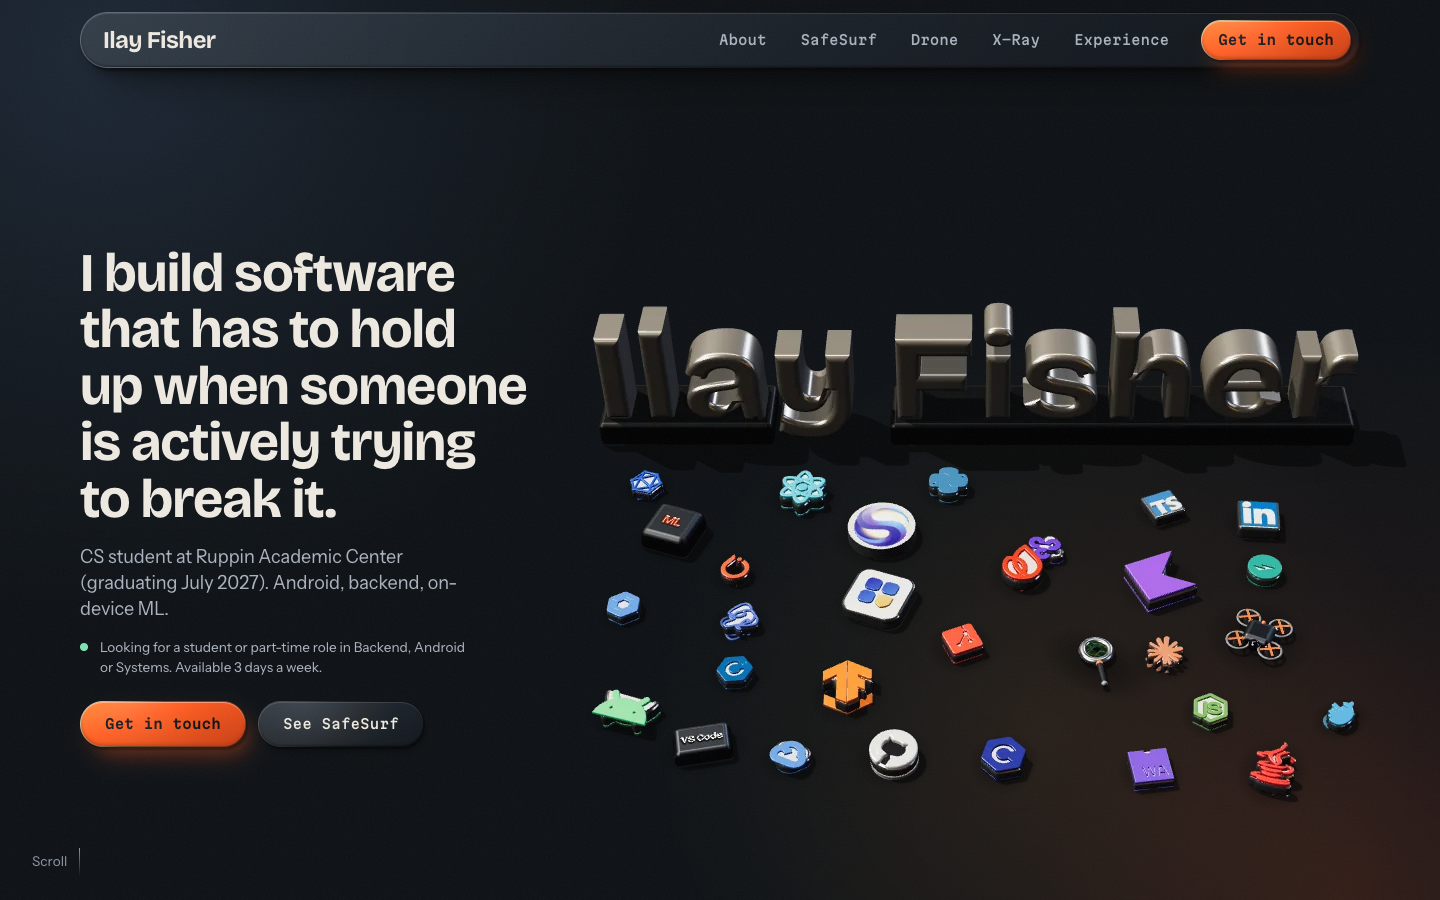 Ilay Fisher
About
SafeSurf
Drone
X–Ray
Experience
Get in touch
I build software
that has to hold
up when someone
is actively trying
to break it.
CS student at Ruppin Academic Center
(graduating July 2027). Android, backend, on-
device ML.
Looking for a student or part-time role in Backend, Android
or Systems. Available 3 days a week.
Get in touch
See SafeSurf
Scroll
Ilay Fisher
ML
TS
in
C
TF
VS Code
C
WA
JS